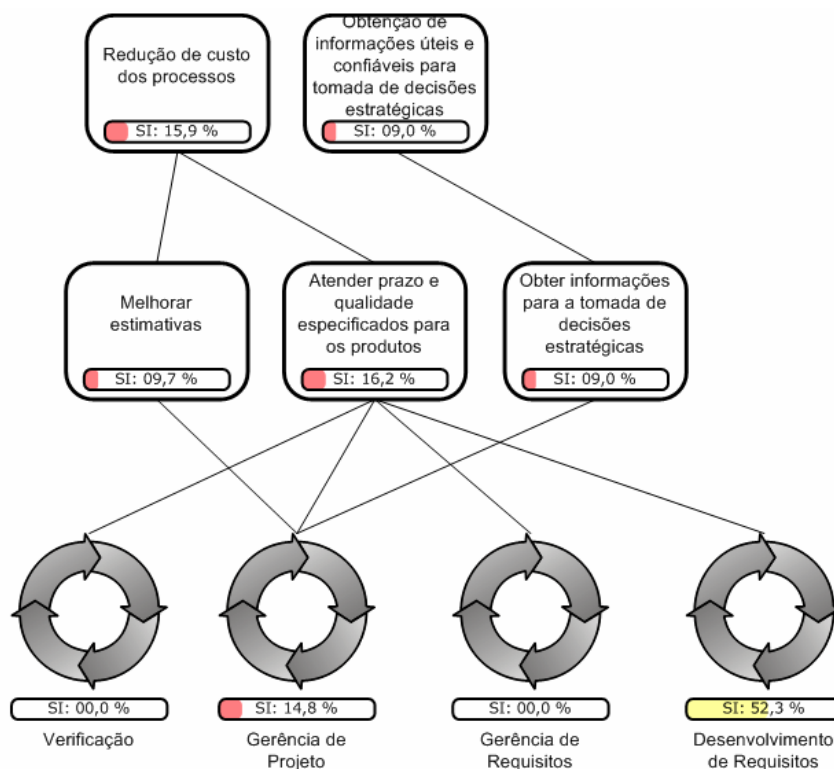 Redução de custo
dos processos
SI: 15,9 %
Obtenção de
informações úteis e
confiáveis para
tomada de decisões
estratégicas
SI: 09,0 %
Melhorar
estimativas
SI: 09,7 %
Atender prazo e
qualidade
especificados para
os produtos
SI: 16,2 %
Obter informações
para a tomada de
decisões
estratégicas
SI: 09,0 %
SI: 00,0 %
Verificação
SI: 14,8 %
Gerência de
Projeto
SI: 00,0 %
Gerência de
Requisitos
SI: 52,3 %
Desenvolvimento
de Requisitos